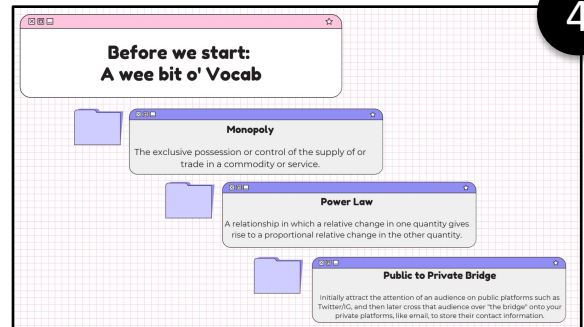 4
Before we start:
A wee bit o' Vocab
Monopoly
The exclusive possession or control of the supply of or
trade in a commodity or service.
Power Law
A relationship in which a relative change in one quantity gives
rise to a proportional relative change in the other quantity.
Public to Private Bridge
Initially attract the attention of an audience on public platforms such as
Twitter/IG, and then later cross that audience over "the bridge" onto your
private platforms, like email, to store their contact information.